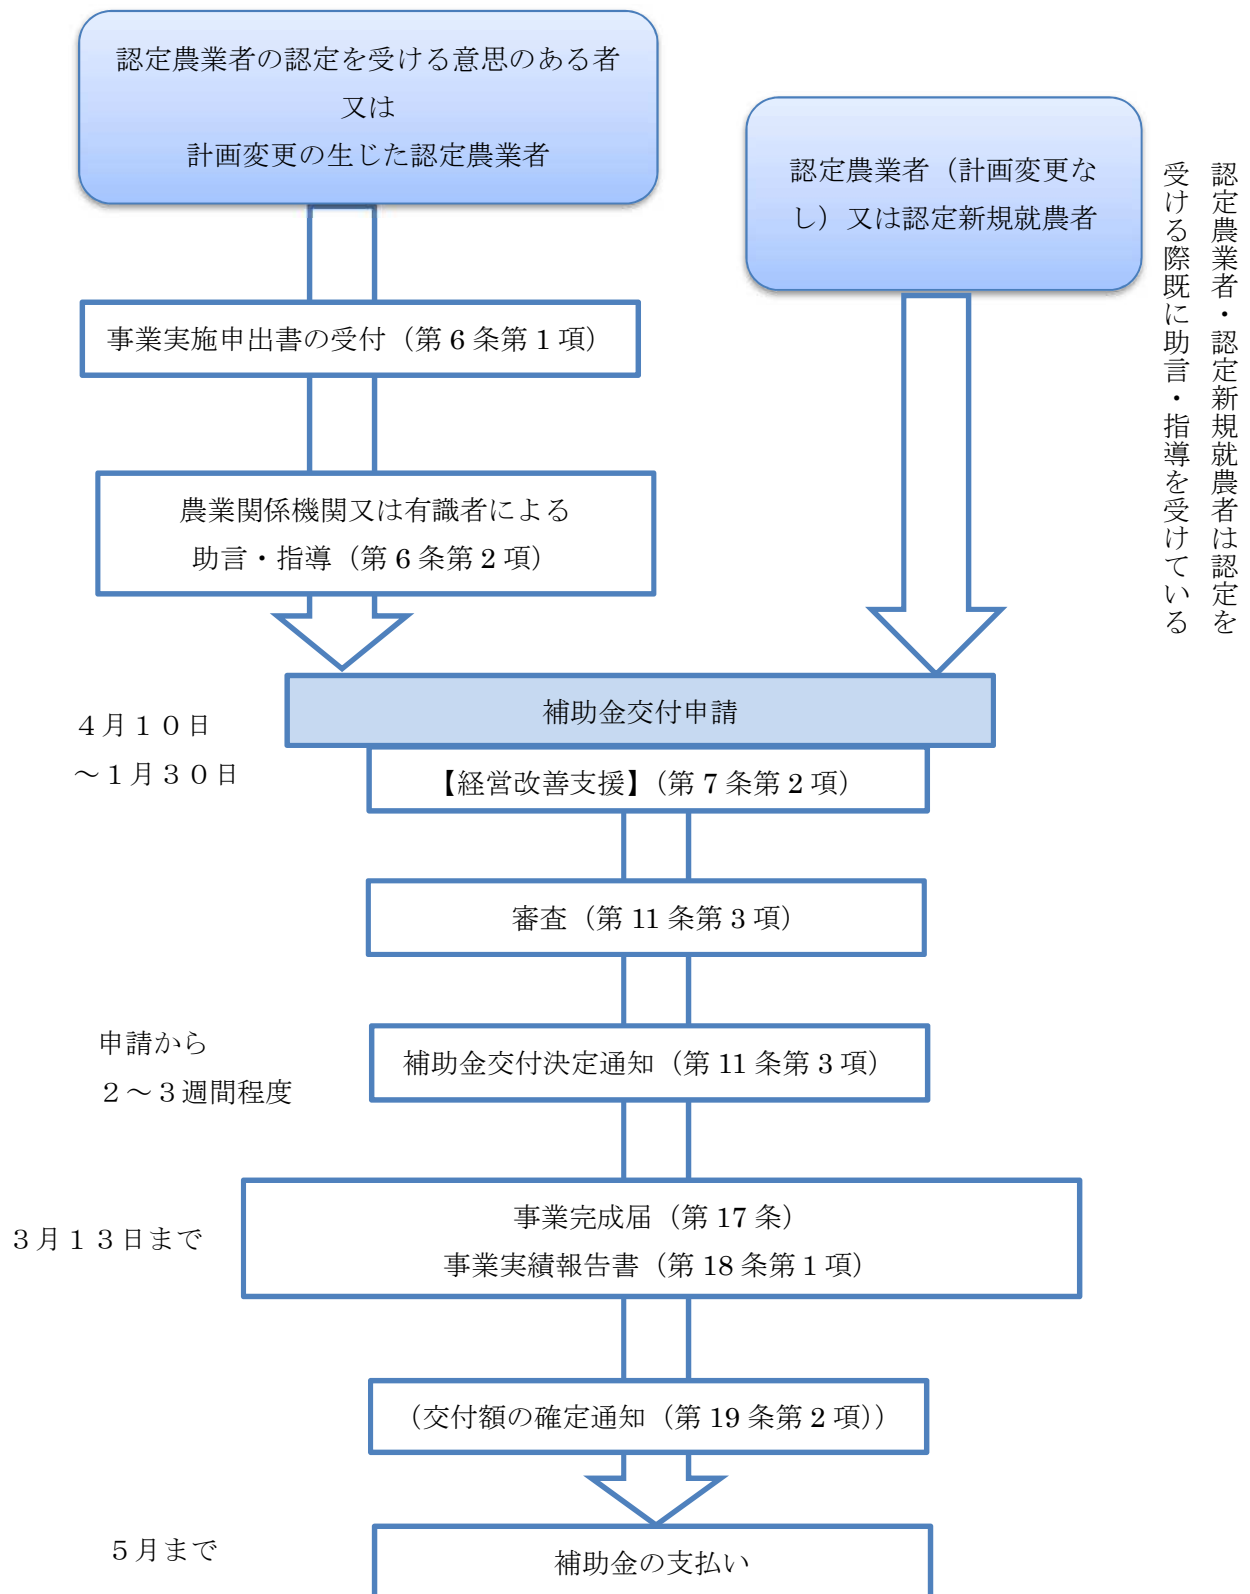 認定農業者の認定を受ける意思のある者
又は
計画変更の生じた認定農業者
認定農業者（計画変更な
し）又は認定新規就農者
認定農業者・認定新規就農者は認定を
受ける際既に助言・指導を受けている
事業実施申出書の受付（第 6 条第 1 項）
農業関係機関又は有識者による
助言・指導（第 6 条第 2 項）
補助金交付申請
４月１０日
～１月３０日
【経営改善支援】（第 7 条第 2 項）
審査（第 11 条第 3 項）
申請から
２～３週間程度
補助金交付決定通知（第 11 条第 3 項）
３月１３日まで
事業完成届（第 17 条）
事業実績報告書（第 18 条第 1 項）
（交付額の確定通知（第 19 条第 2 項））
５月まで
補助金の支払い